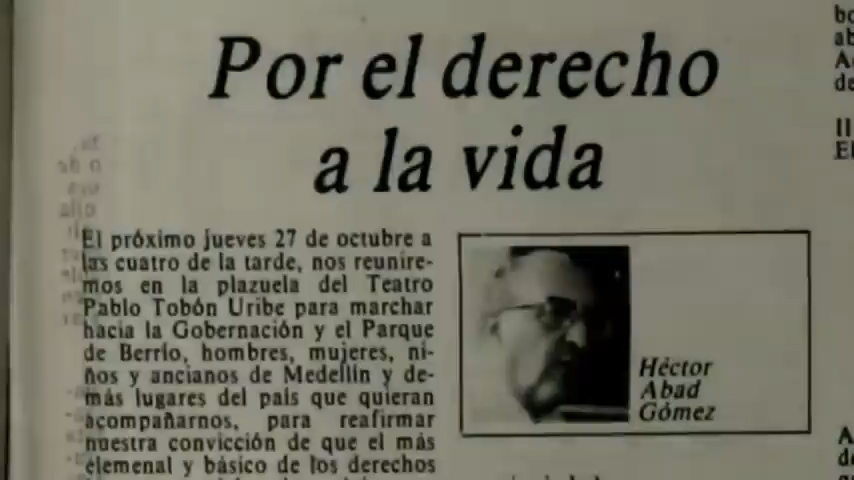 Por el derecho
a la vida
El próximo jueves 27 de octubre a
las cuatro de la tarde, nos reunire-
mos en la plazuela del Teatro
Pablo Tobón Uribe para marchar
hacia la Gobernación y el Parque
de Berrío, hombres, mujeres, ni-
ños y ancianos de Medellín y de-
más lugares del país que quieran
acompañarnos, para reafirmar
nuestra convicción de que el más
elemenal y básico de los derechos
Héctor
Abad
Gómez